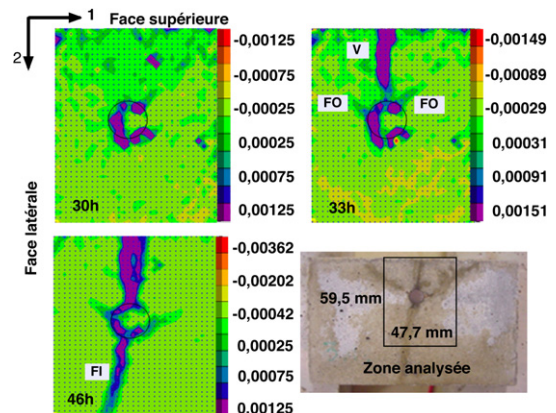 1 Face supérieure
2
Face latérale
-0,00125
-0,00075
-0,00025
0,00025
0,00075
0,00125
30h
V
FO
FO
-0,00149
-0,00089
-0,00029
0,00031
0,00091
0,00151
33h
FI
-0,00362
-0,00202
-0,00042
0,00025
0,00075
0,00125
46h
59,5 mm
47,7 mm
Zone analysée